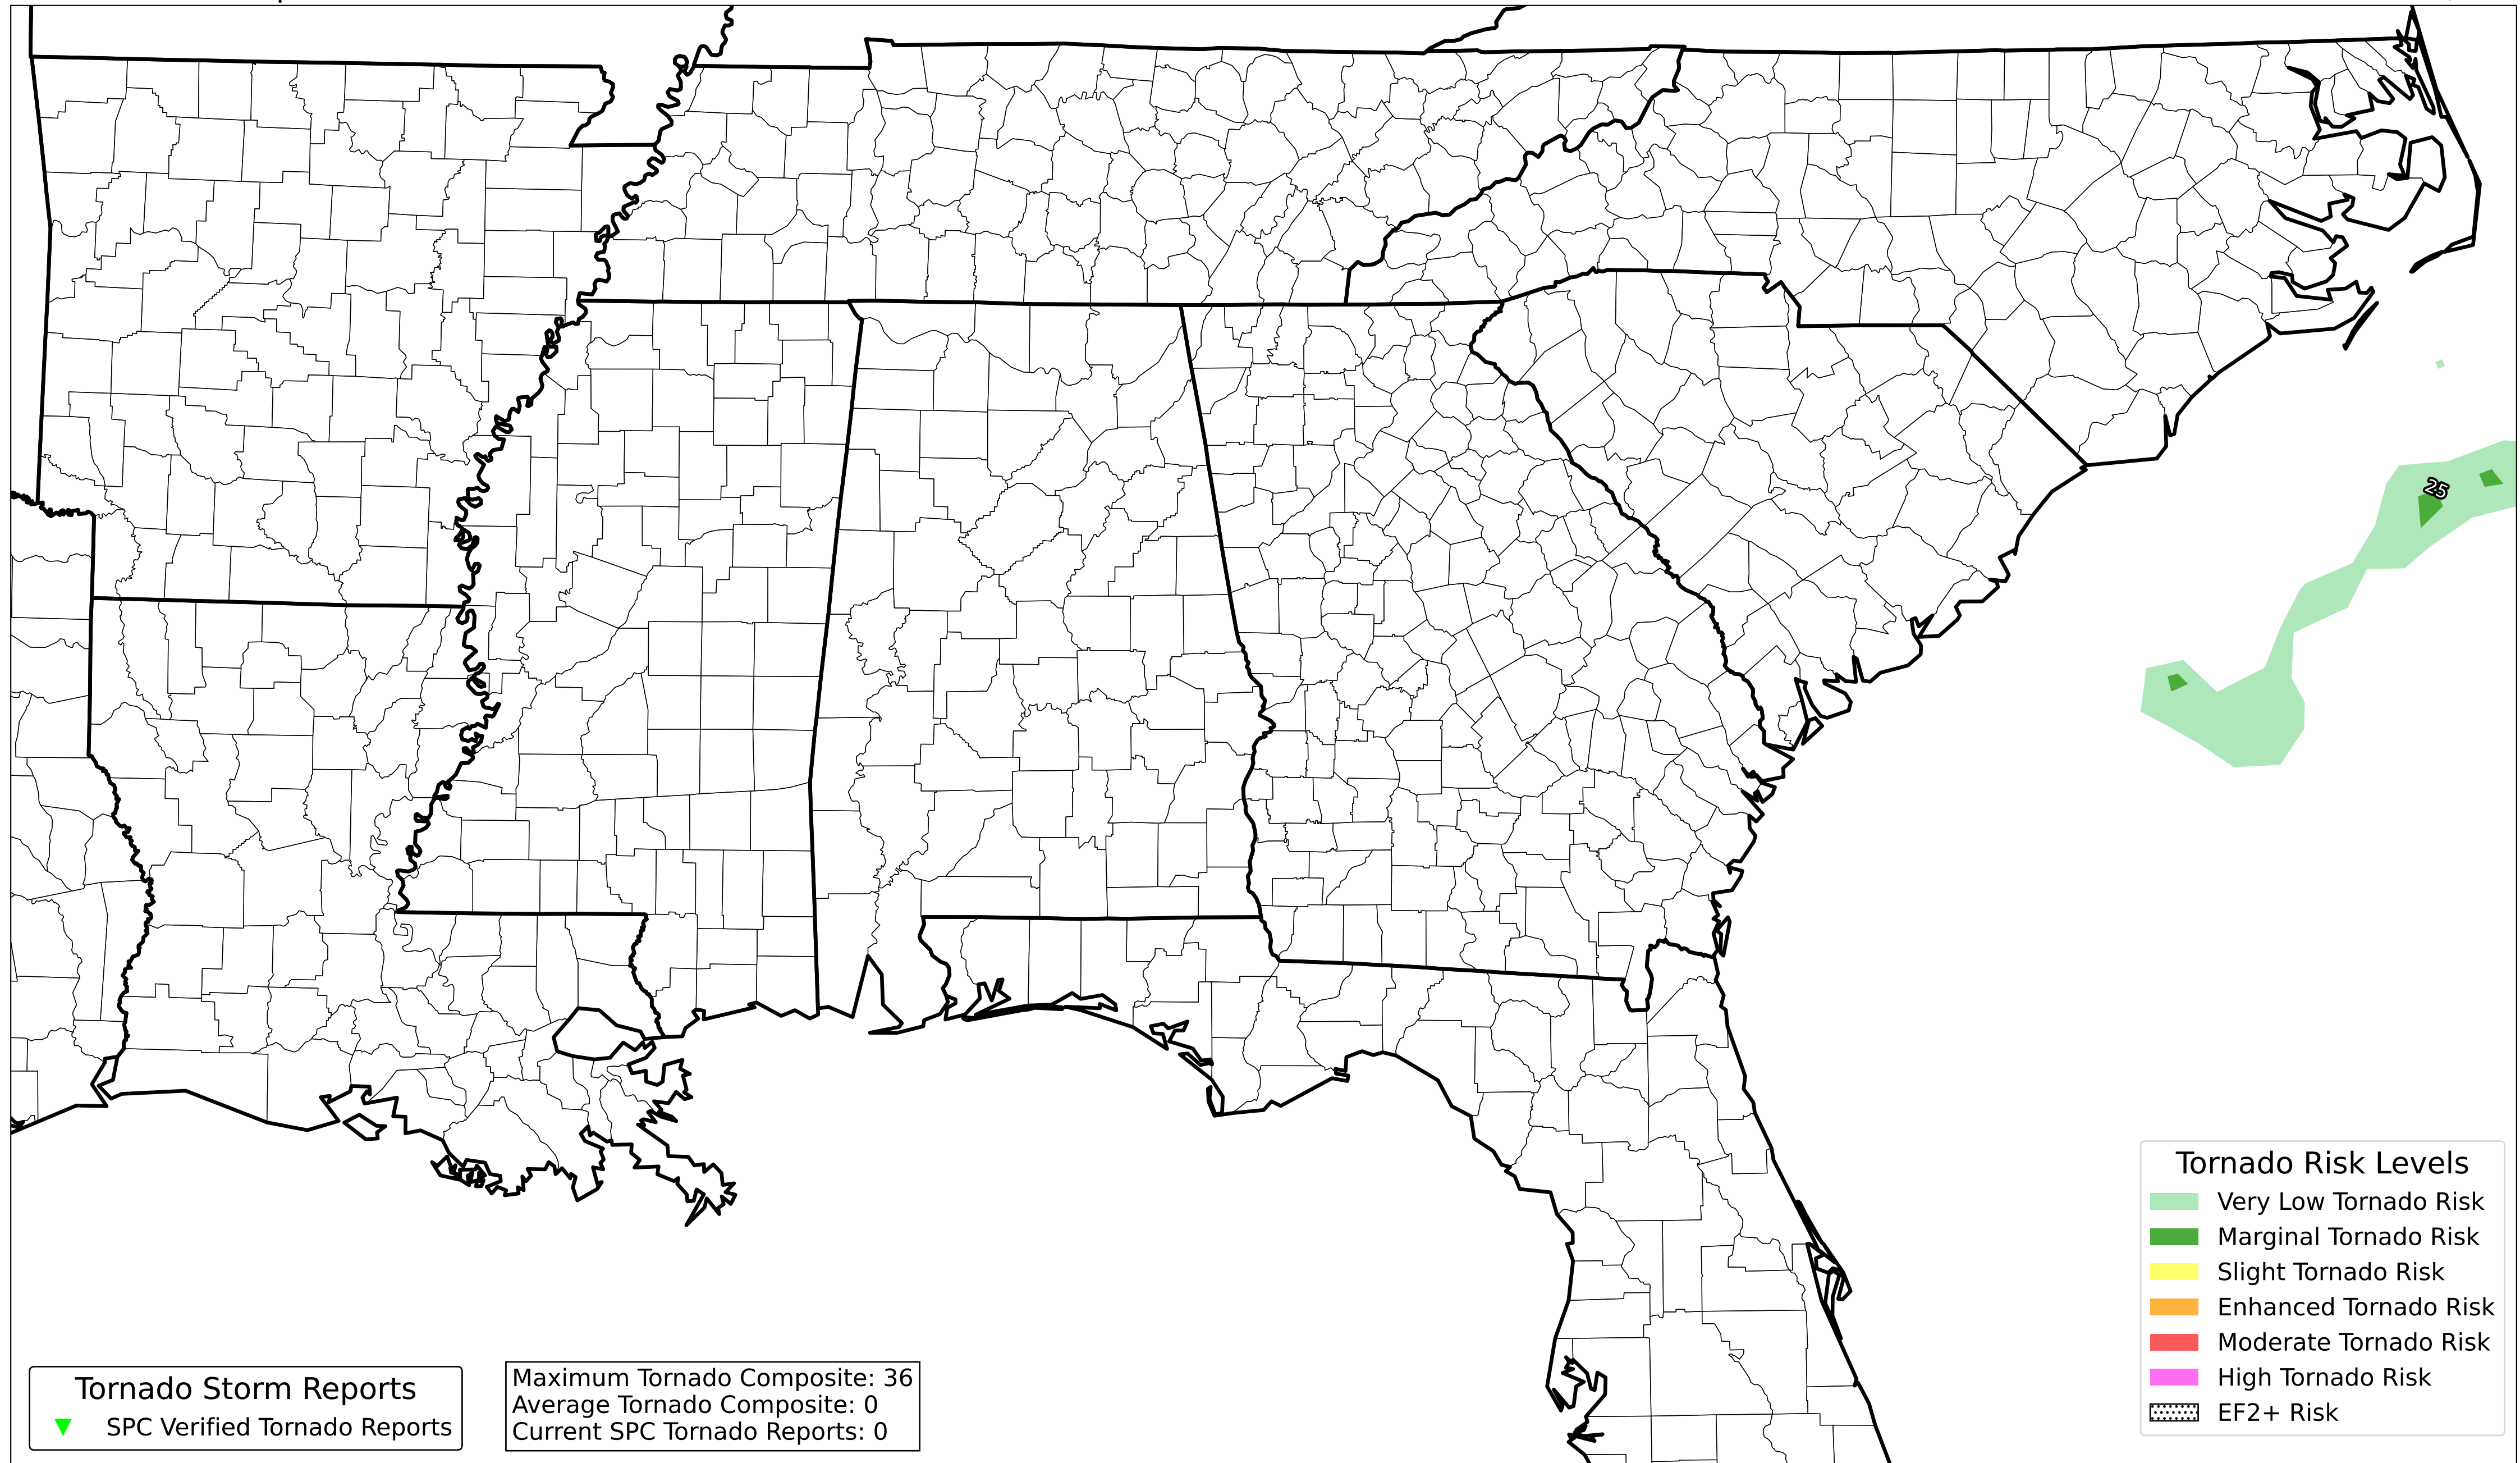 25
Tornado Risk Levels
Very Low Tornado Risk
Marginal Tornado Risk
Slight Tornado Risk
Enhanced Tornado Risk
Moderate Tornado Risk
High Tornado Risk
EF2+ Risk
Tornado Storm Reports
SPC Verified Tornado Reports
Maximum Tornado Composite: 36
Average Tornado Composite: 0
Current SPC Tornado Reports: 0